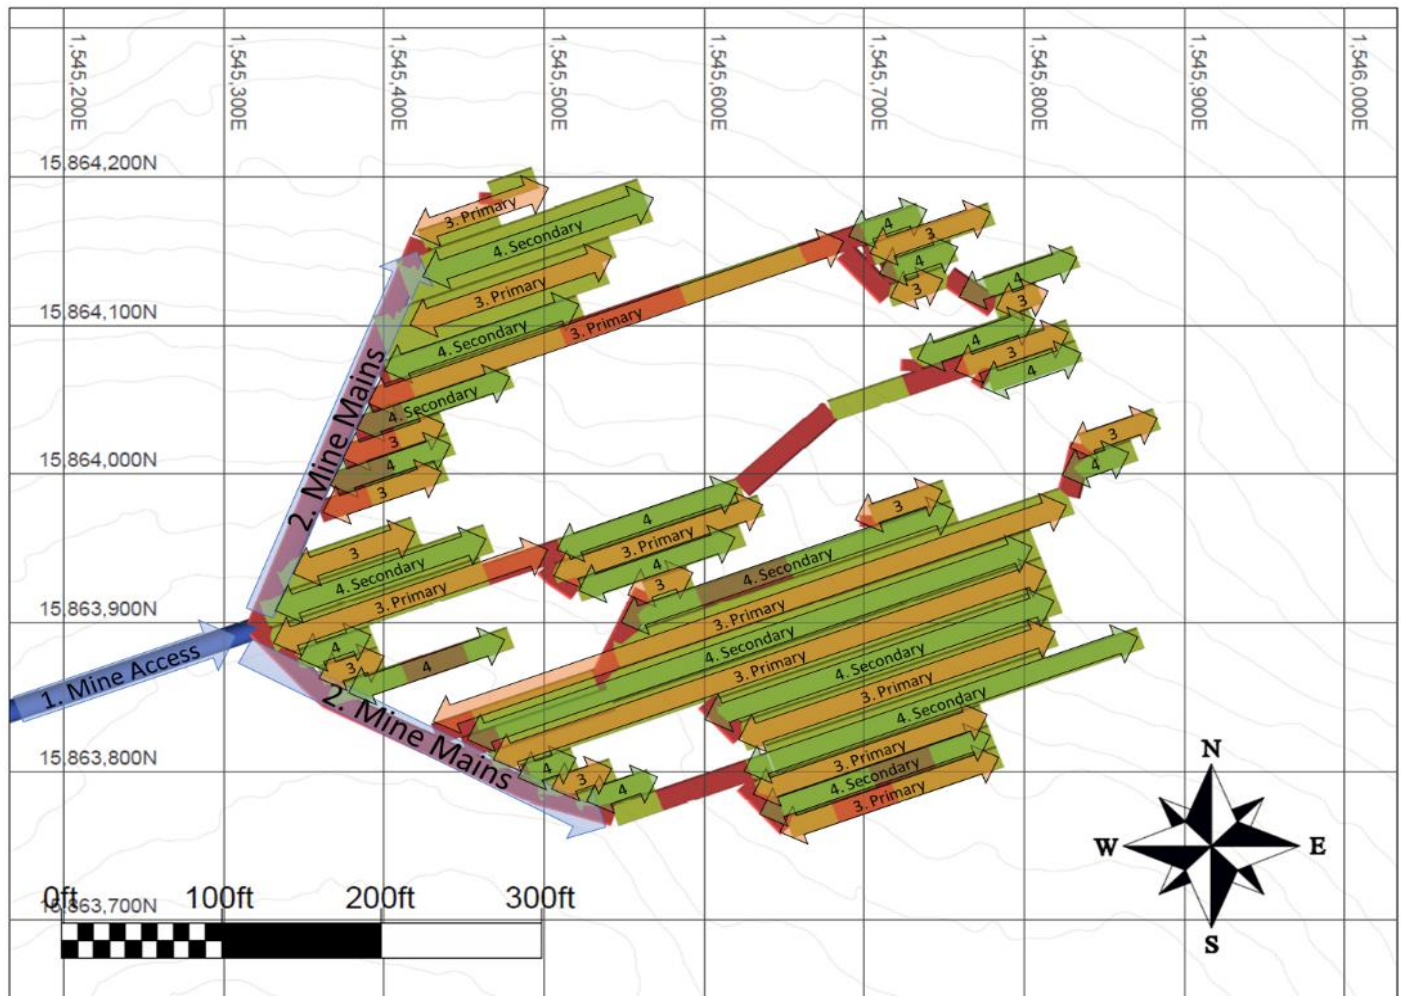 1,545,200E
1,545,300E
1,545,400E
1,545,500E
1,545,600E
1,545,700E
1,545,800E
1,545,900E
1,546,000E
15,864,200N
3. Primary
4. Secondary
4
3
4
3
4
3
3. Primary
15,864,100N
3. Primary
4. Secondary
4
3
4
4. Secondary
3
4
3
2. Mine Mains
15,864,000N
3
4
3
3
4. Secondary
3. Primary
4
3. Primary
4
3
4. Secondary
15,863,900N
3. Primary
4. Secondary
3. Primary
4. Secondary
3. Primary
4. Secondary
4
3
4
1. Mine Access
2. Mine Mains
15,863,800N
4
3
4
3. Primary
4. Secondary
3. Primary
N
W
E
S
0ft
100ft
200ft
300ft
15,863,700N